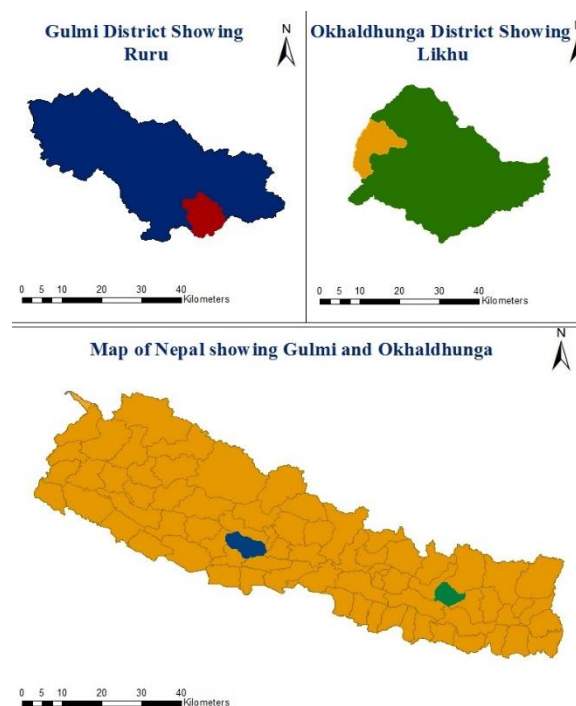 Gulmi District Showing
Ruru
N
0 5 10 20 30 40
Kilometers
Okhaldhunga District Showing
Likhu
N
0 5 10 20 30 40
Kilometers
Map of Nepal showing Gulmi and Okhaldhunga
N
0 5 10 20 30 40
Kilometers